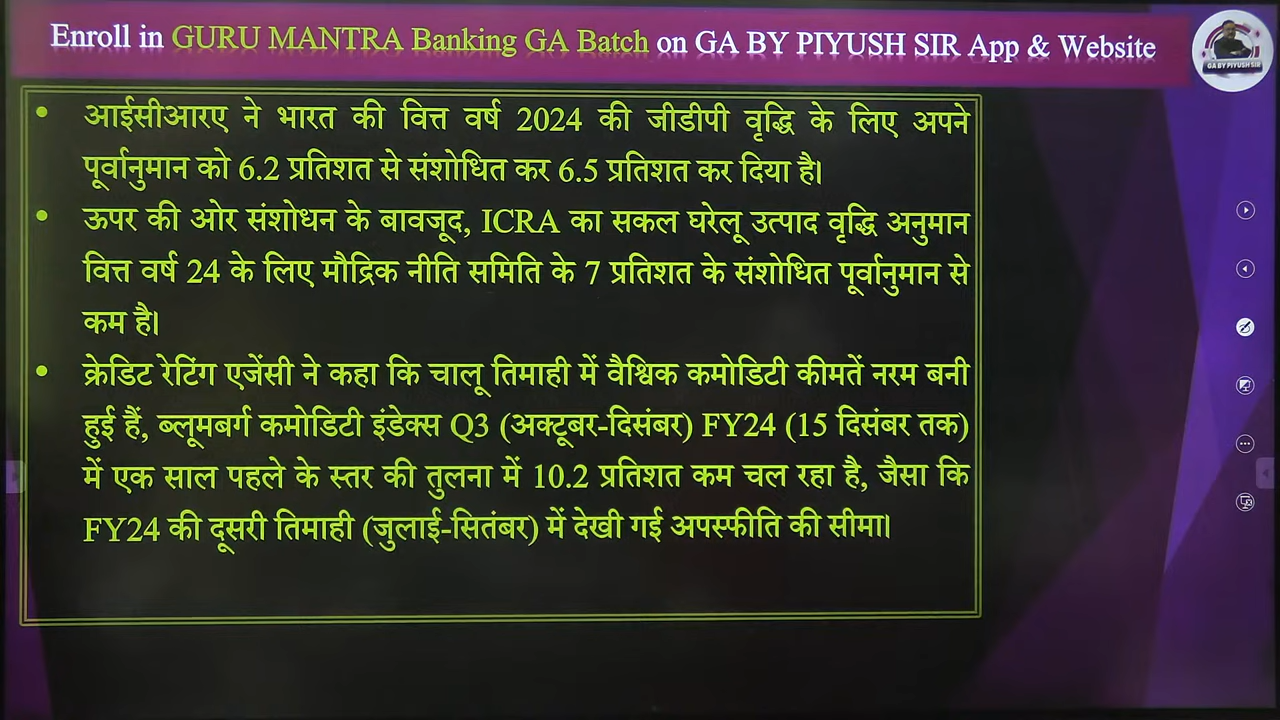 Enroll in GURU MANTRA Banking GA Batch on GA BY PIYUSH SIR App & Website
GA BY PIYUSH SIR
• आईसीआरए ने भारत की वित्त वर्ष 2024 की जीडीपी वृद्धि के लिए अपने
पूर्वानुमान को 6.2 प्रतिशत से संशोधित कर 6.5 प्रतिशत कर दिया है।
• ऊपर की ओर संशोधन के बावजूद, ICRA का सकल घरेलू उत्पाद वृद्धि अनुमान
वित्त वर्ष 24 के लिए मौद्रिक नीति समिति के 7 प्रतिशत के संशोधित पूर्वानुमान से
कम है।
• क्रेडिट रेटिंग एजेंसी ने कहा कि चालू तिमाही में वैश्विक कमोडिटी कीमतें नरम बनी
हुई हैं, ब्लूमबर्ग कमोडिटी इंडेक्स Q3 (अक्टूबर-दिसंबर) FY24 (15 दिसंबर तक)
में एक साल पहले के स्तर की तुलना में 10.2 प्रतिशत कम चल रहा है, जैसा कि
FY24 की दूसरी तिमाही (जुलाई-सितंबर) में देखी गई अपस्फीति की सीमा।